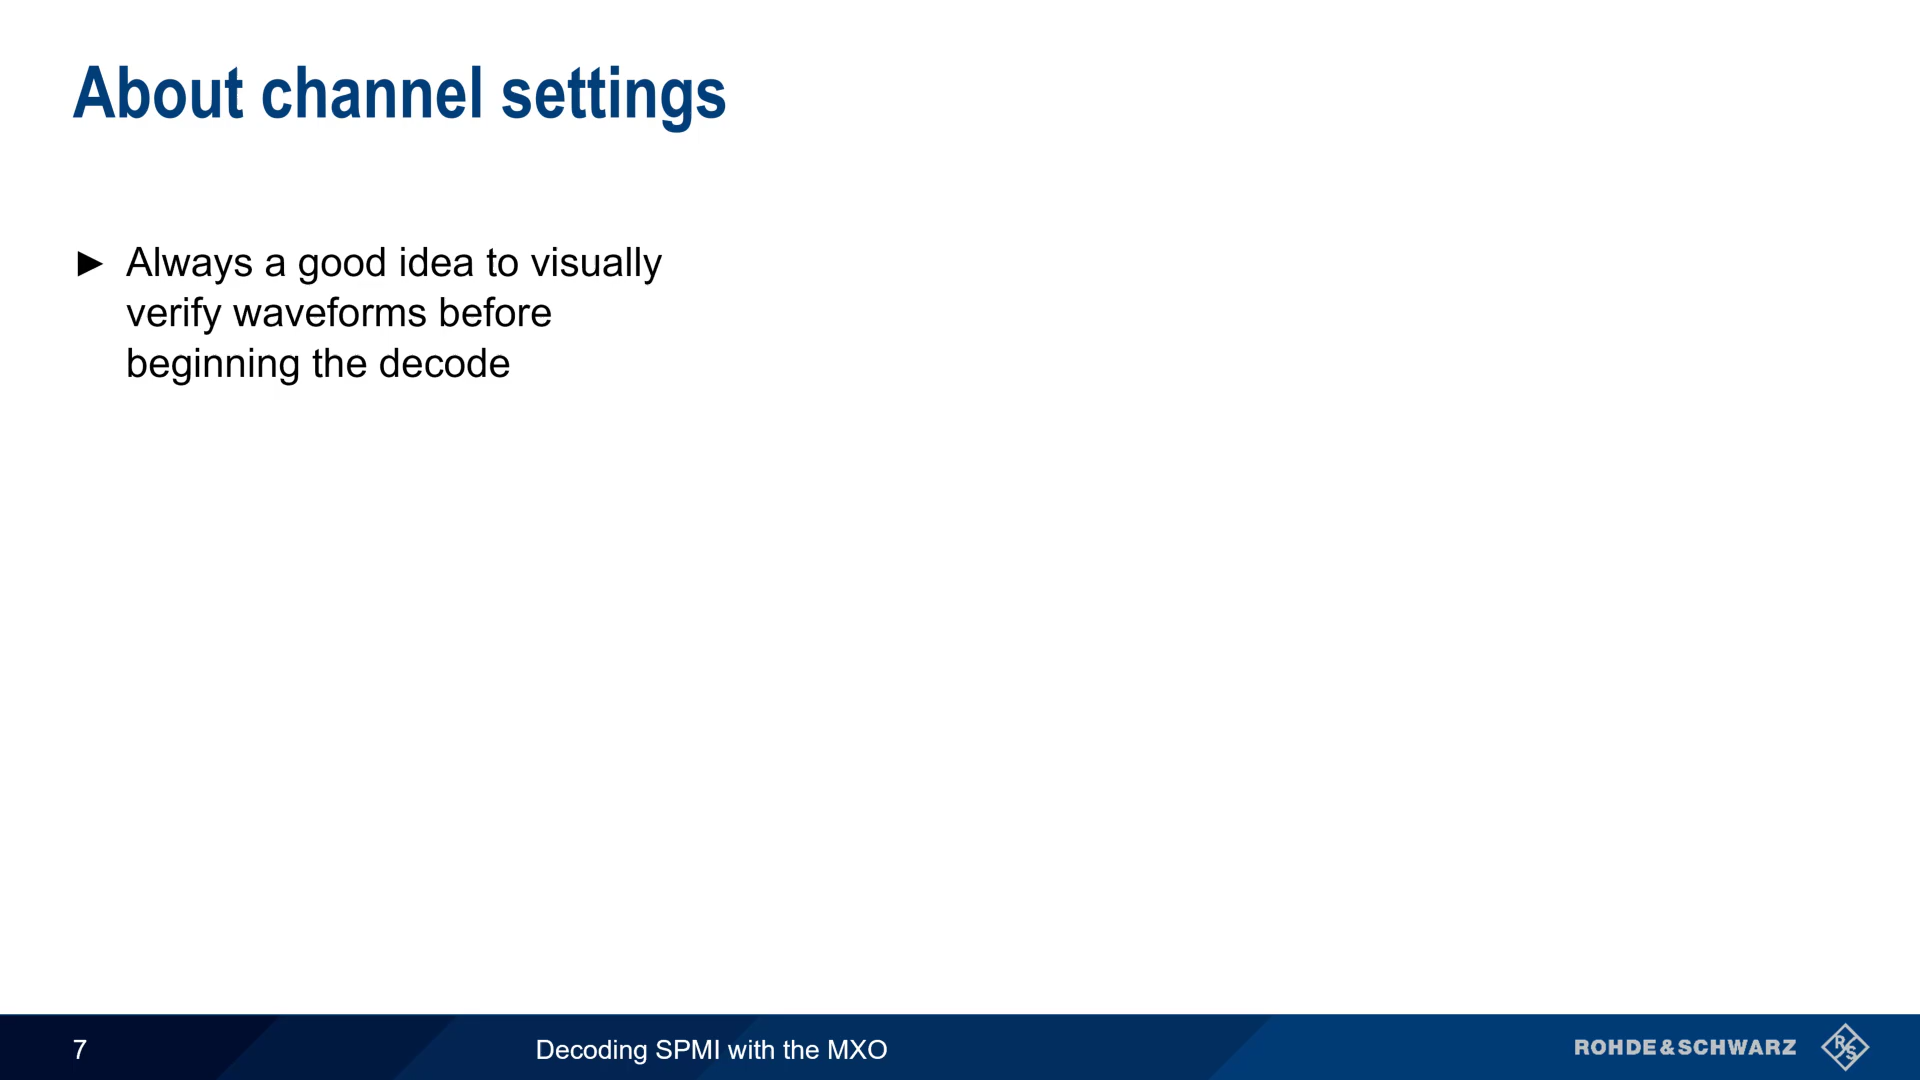 About channel settings
► Always a good idea to visually
verify waveforms before
beginning the decode
7
Decoding SPMI with the MXO
ROHDE&SCHWARZ
R S